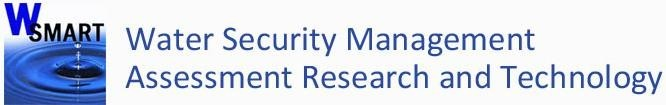 WSMART
Water Security Management
Assessment Research and Technology